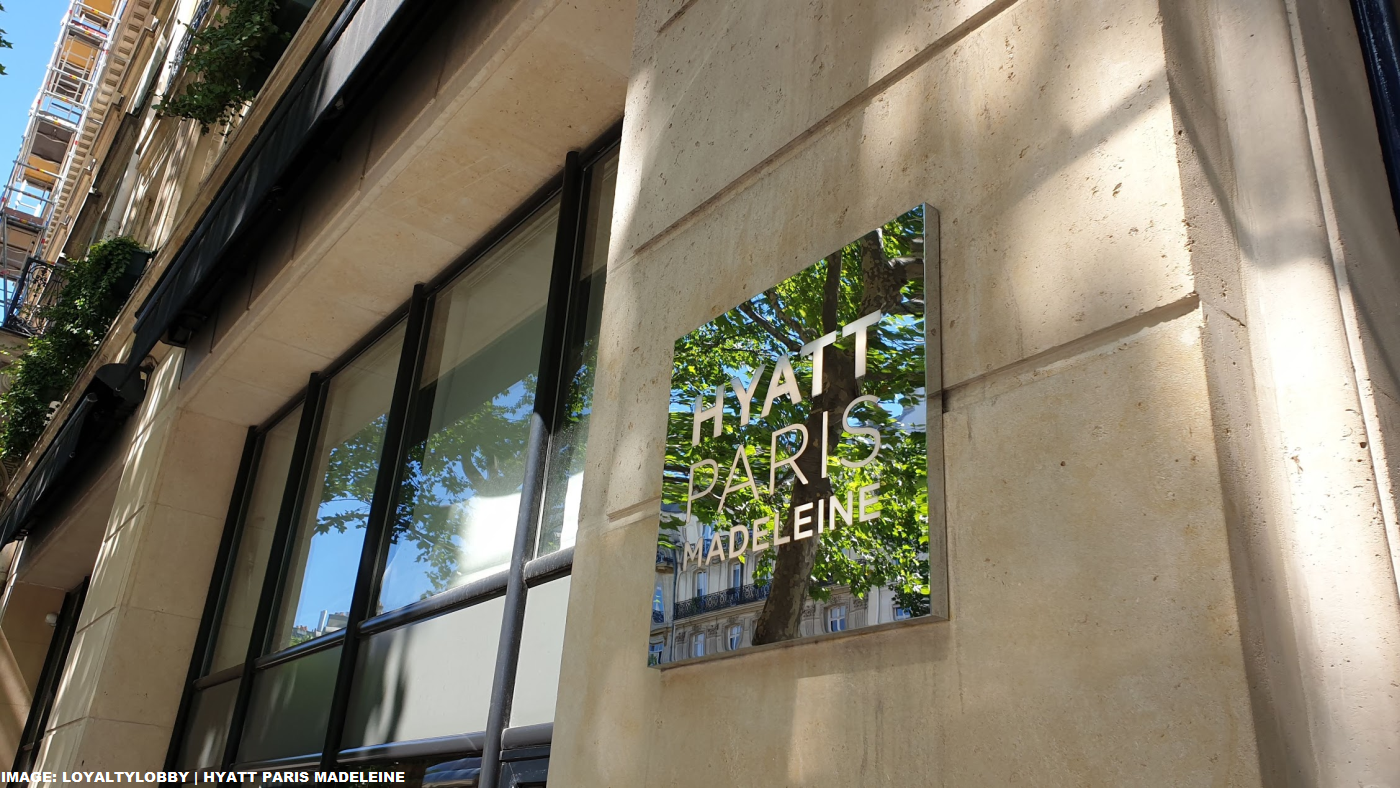 HYATT
PARIS
MADELEINE
IMAGE: LOYALTYLOBBY | HYATT PARIS MADELEINE